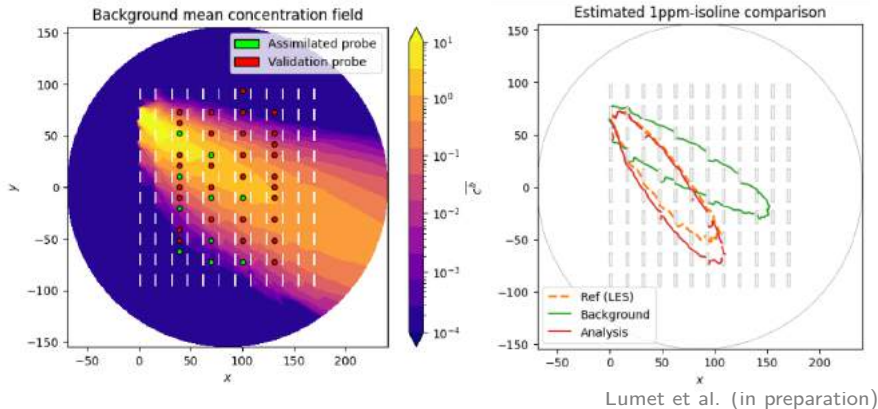 Background mean concentration field
Assimilated probe
Validation probe
y
150
100
50
0
−50
−100
−150
−50 0 50 100 150 200
x
10¹
10⁰
10⁻¹
10⁻²
10⁻³
10⁻⁴
c̄ᵇ
Estimated 1ppm-isoline comparison
150
100
50
0
−50
−100
−150
Ref (LES)
Background
Analysis
−50 0 50 100 150 200
x
Lumet et al. (in preparation)